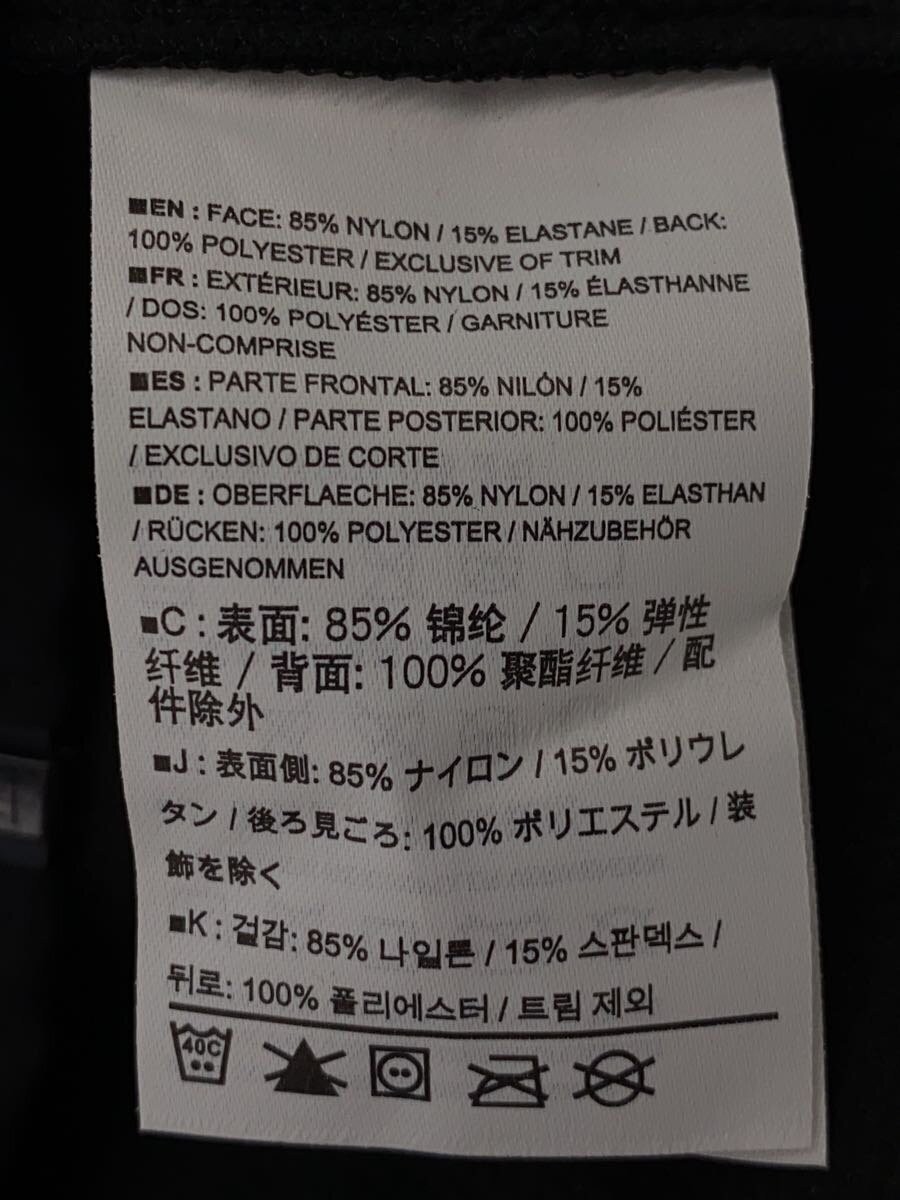 ■EN : FACE: 85% NYLON / 15% ELASTANE / BACK:
100% POLYESTER / EXCLUSIVE OF TRIM
■FR : EXTÉRIEUR: 85% NYLON / 15% ÉLASTHANNE
/ DOS: 100% POLYÉSTER / GARNITURE
NON-COMPRISE
■ES : PARTE FRONTAL: 85% NILÓN / 15%
ELASTANO / PARTE POSTERIOR: 100% POLIÉSTER
/ EXCLUSIVO DE CORTE
■DE : OBERFLAECHE: 85% NYLON / 15% ELASTHAN
/ RÜCKEN: 100% POLYESTER / NÄHZUBEHÖR
AUSGENOMMEN
■C : 表面: 85% 锦纶 / 15% 弹性
纤维 / 背面: 100% 聚酯纤维 / 配
件除外
■J : 表面側: 85% ナイロン / 15% ポリウレ
タン / 後ろ見ごろ: 100% ポリエステル / 装
飾を除く
■K : 겉감: 85% 나일론 / 15% 스판덱스 /
뒤로: 100% 폴리에스터 / 트림 제외
40C